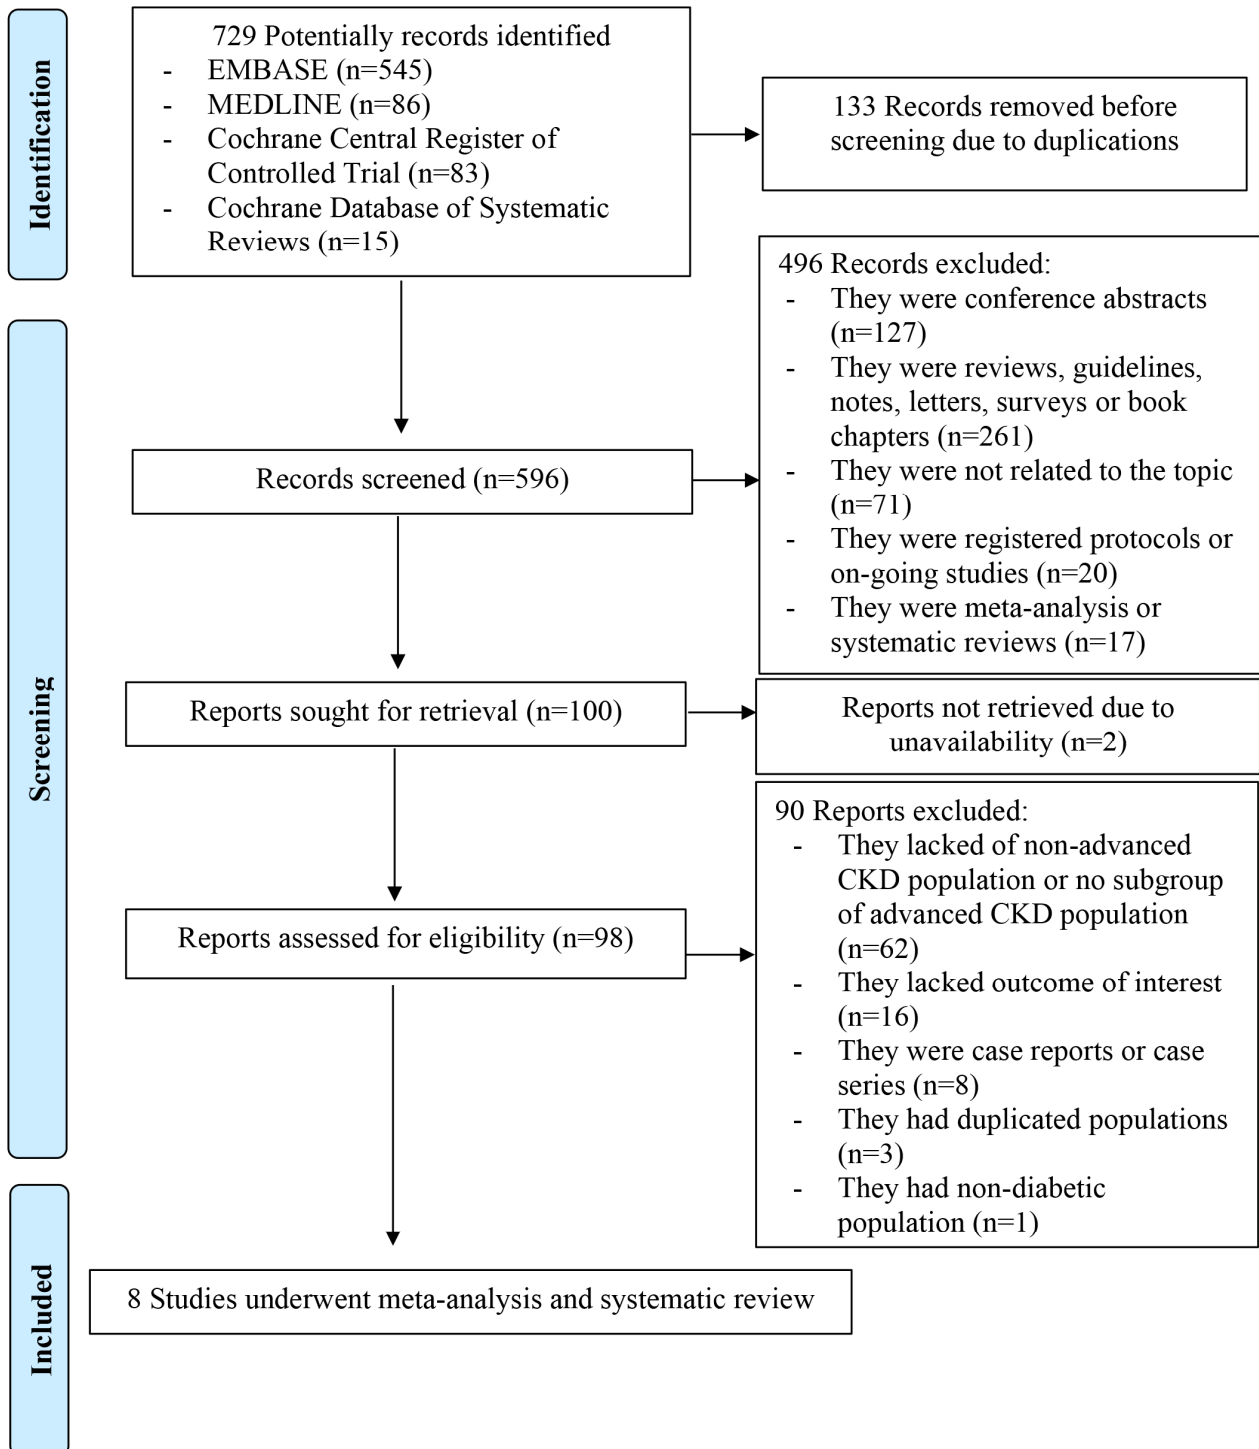 Identification
729 Potentially records identified
- EMBASE (n=545)
- MEDLINE (n=86)
- Cochrane Central Register of
Controlled Trial (n=83)
- Cochrane Database of Systematic
Reviews (n=15)
133 Records removed before
screening due to duplications
Screening
Records screened (n=596)
496 Records excluded:
- They were conference abstracts
(n=127)
- They were reviews, guidelines,
notes, letters, surveys or book
chapters (n=261)
- They were not related to the topic
(n=71)
- They were registered protocols or
on-going studies (n=20)
- They were meta-analysis or
systematic reviews (n=17)
Reports sought for retrieval (n=100)
Reports not retrieved due to
unavailability (n=2)
Reports assessed for eligibility (n=98)
90 Reports excluded:
- They lacked of non-advanced
CKD population or no subgroup
of advanced CKD population
(n=62)
- They lacked outcome of interest
(n=16)
- They were case reports or case
series (n=8)
- They had duplicated populations
(n=3)
- They had non-diabetic
population (n=1)
Included
8 Studies underwent meta-analysis and systematic review